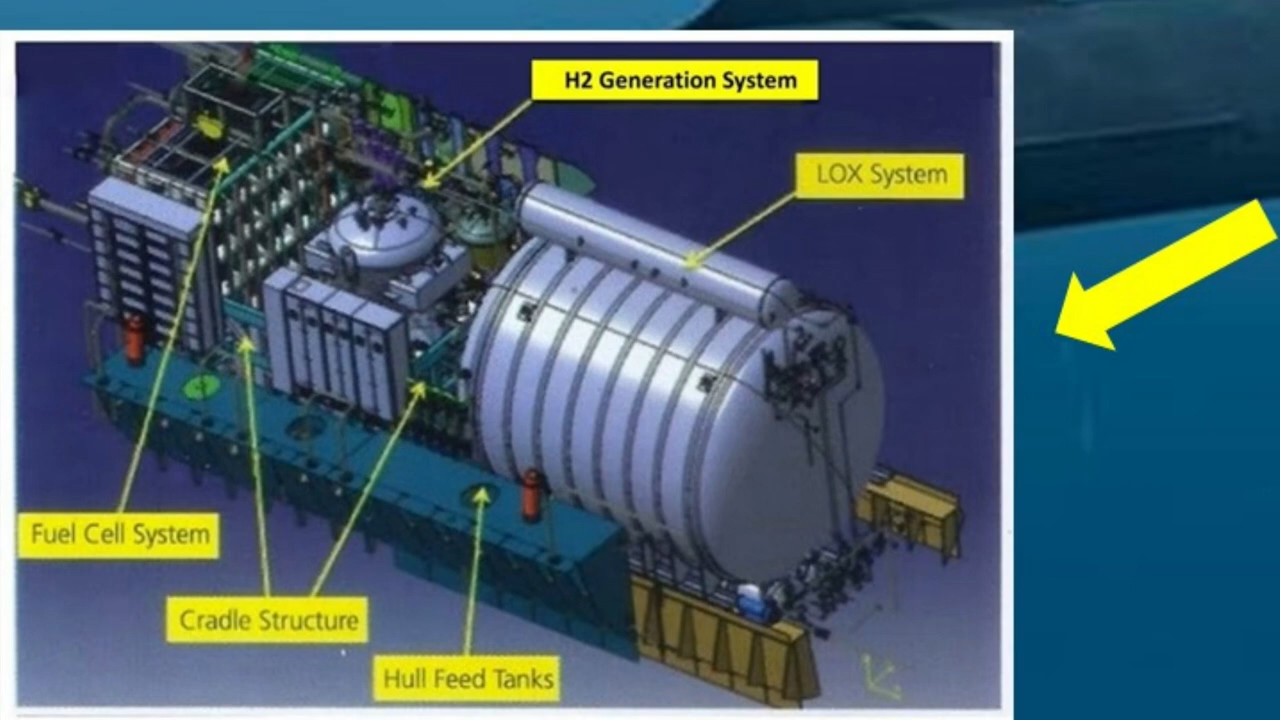 H2 Generation System
LOX System
Fuel Cell System
Cradle Structure
Hull Feed Tanks